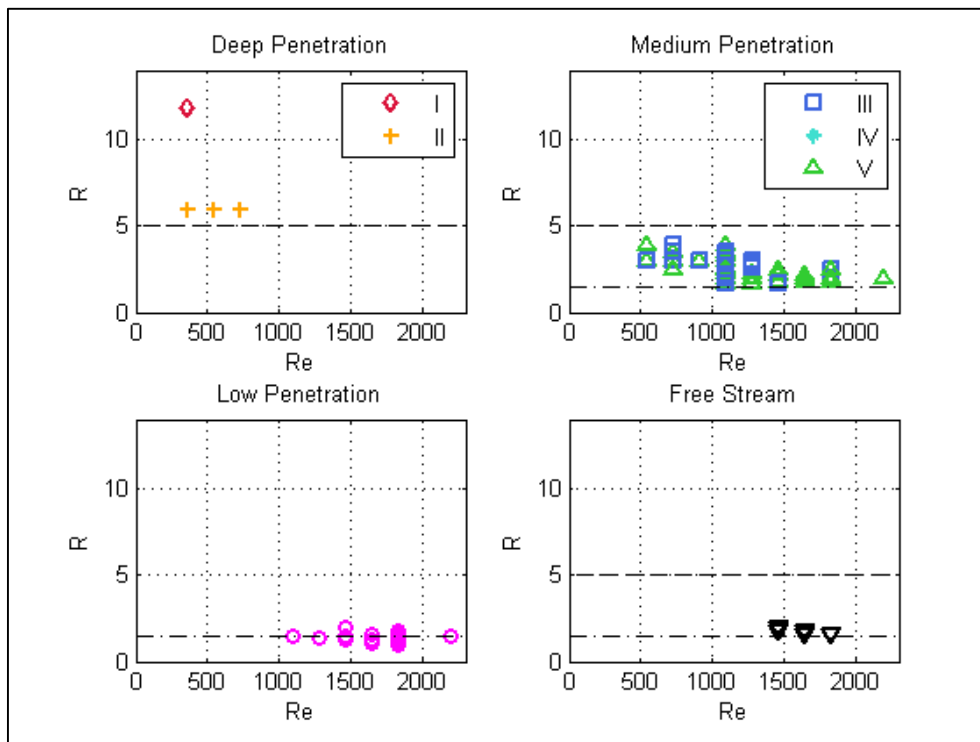 Deep Penetration
10
5
0
R
0 500 1000 1500 2000
Re
I
II
Medium Penetration
10
5
0
R
0 500 1000 1500 2000
Re
III
IV
V
Low Penetration
10
5
0
R
0 500 1000 1500 2000
Re
Free Stream
10
5
0
R
0 500 1000 1500 2000
Re